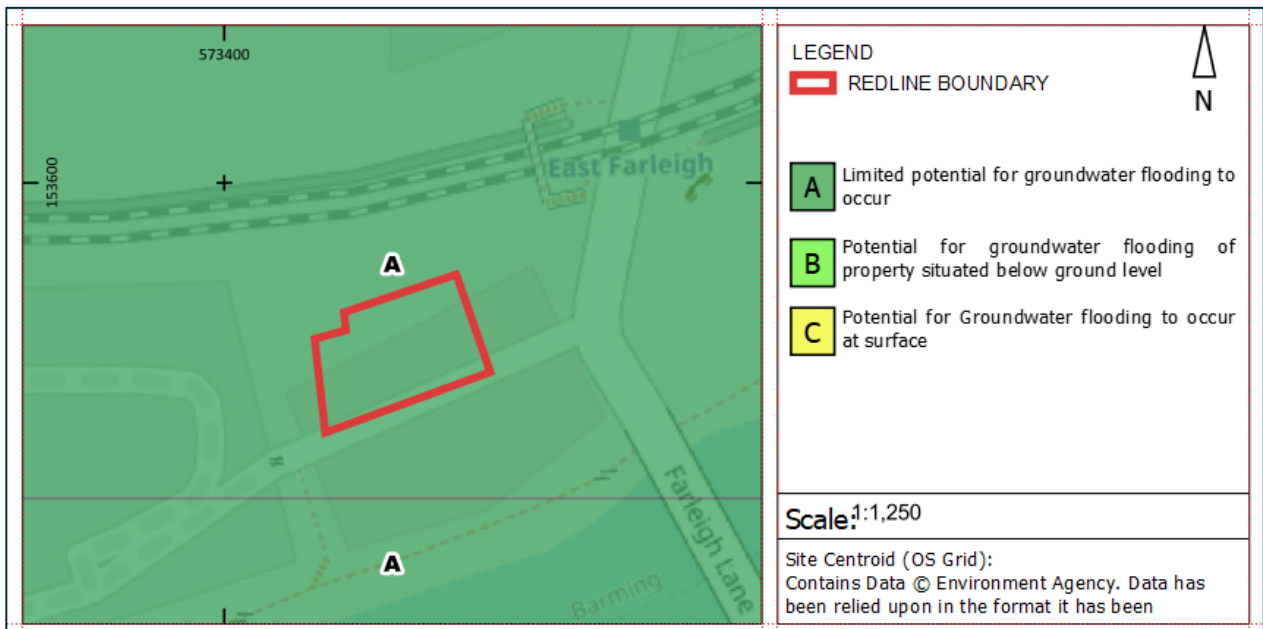 573400
153600
East Farleigh
A
A
Farleigh Lane
Barming
LEGEND
REDLINE BOUNDARY
N
A
Limited potential for groundwater flooding to
occur
B
Potential for groundwater flooding of
property situated below ground level
C
Potential for Groundwater flooding to occur
at surface
Scale: 1:1,250
Site Centroid (OS Grid):
Contains Data © Environment Agency. Data has
been relied upon in the format it has been